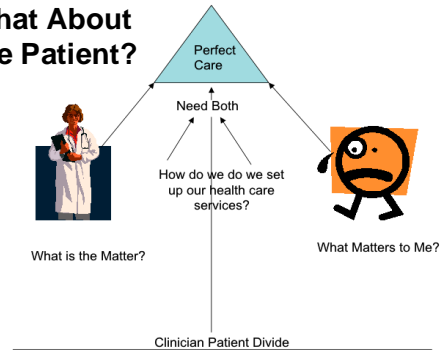 hat About
e Patient?
Perfect
Care
Need Both
How do we do we set
up our health care
services?
What is the Matter?
What Matters to Me?
Clinician Patient Divide